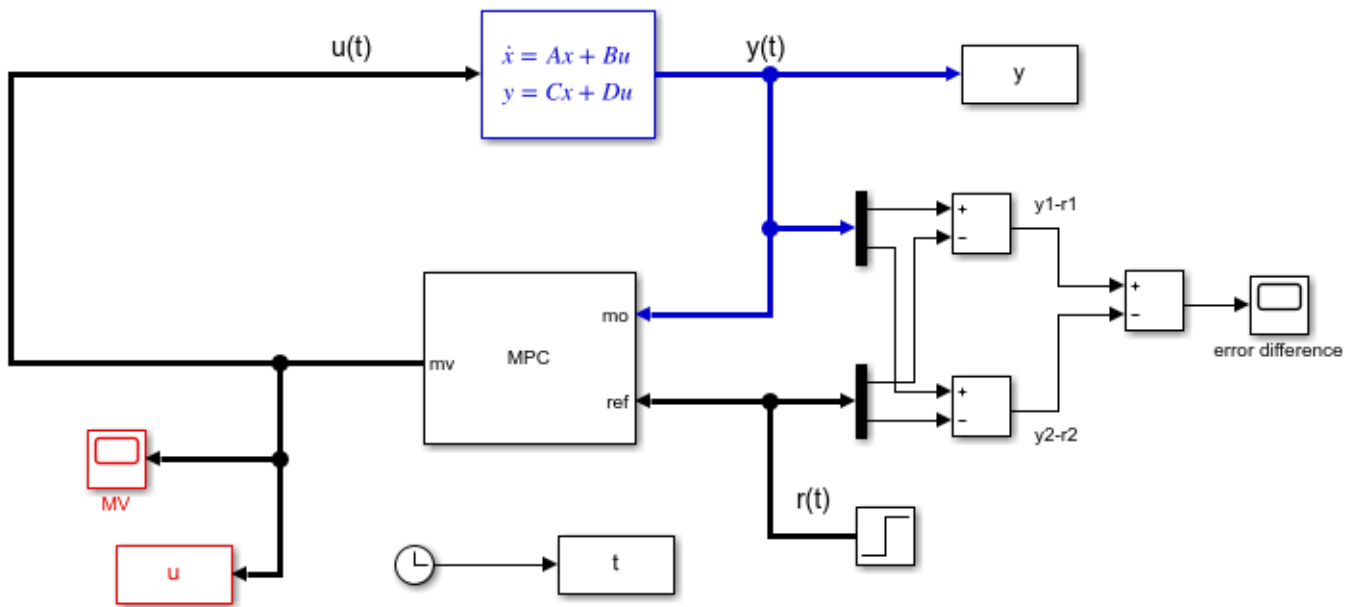 u(t)
ẋ = Ax + Bu
y = Cx + Du
y(t)
y
+
−
y1-r1
mo
MPC
mv
ref
+
−
error difference
+
−
y2-r2
MV
r(t)
u
t